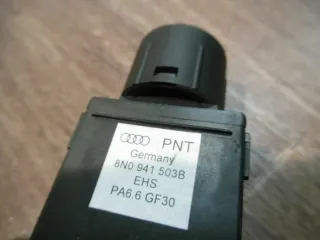 PNT
Germany
8N0 941 503B
EHS
PA6.6 GF30